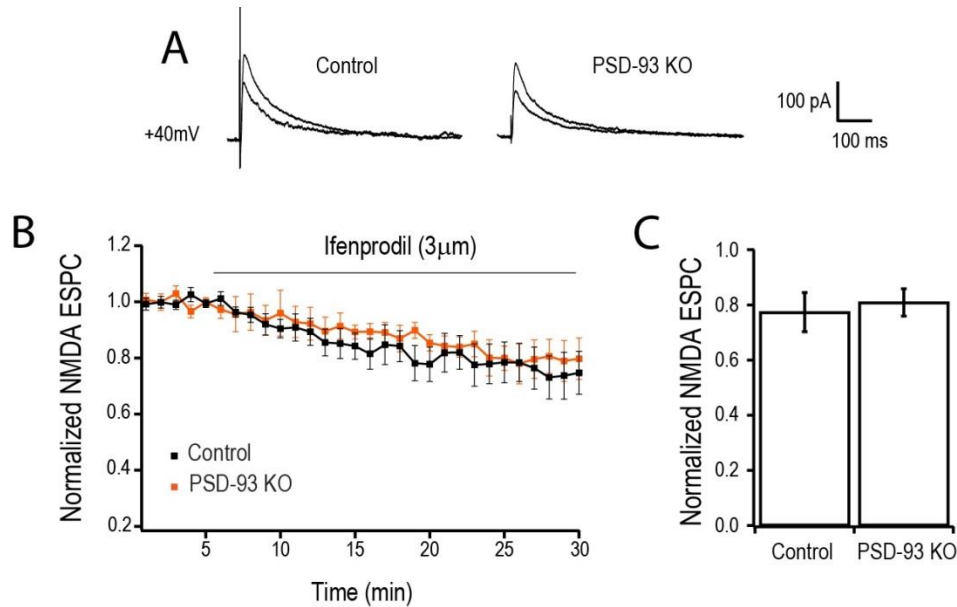 A
Control
PSD-93 KO
+40mV
100 pA
100 ms
B
Ifenprodil (3μm)
Normalized NMDA ESPC
1.2
1.0
0.8
0.6
0.4
0.2
Control
PSD-93 KO
5
10
15
20
25
30
Time (min)
C
Normalized NMDA ESPC
1.0
0.8
0.6
0.4
0.2
0.0
Control
PSD-93 KO